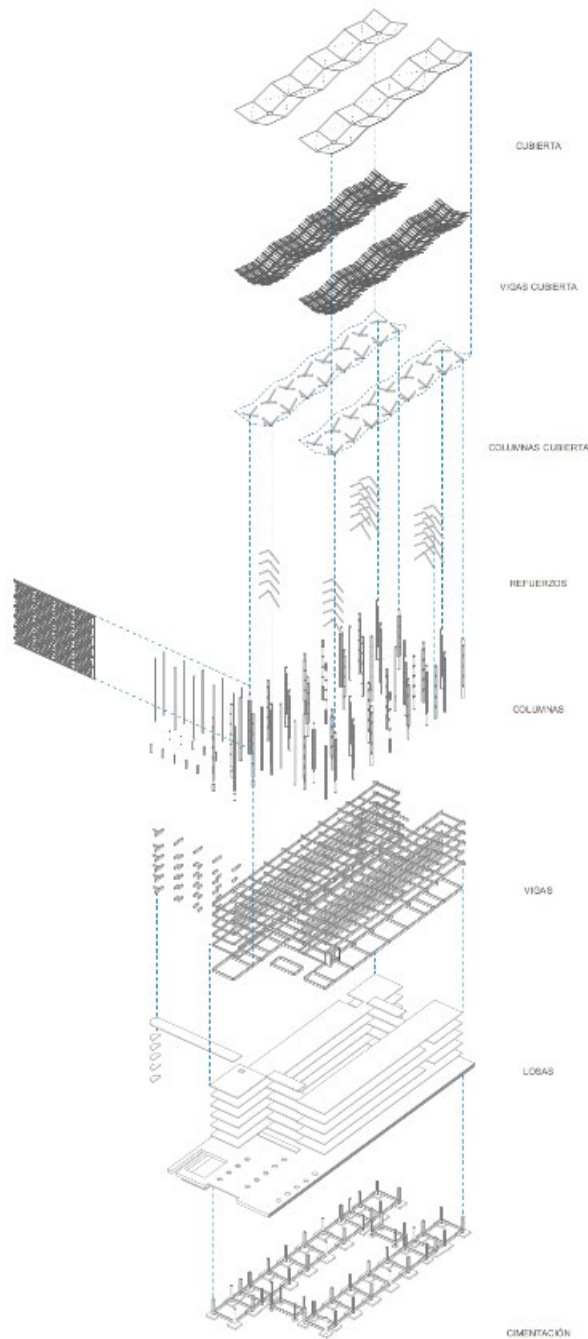 CUBIERTA
VIGAS CUBIERTA
COLUMNAS CUBIERTA
REFUERZOS
COLUMNAS
VIGAS
LOSAS
CIMENTACIÓN